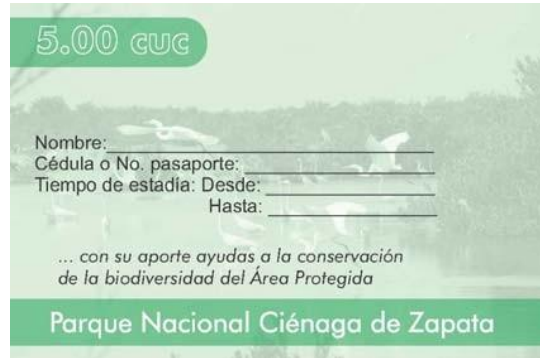 5.00 CUC
Nombre:
Cédula o No. pasaporte:
Tiempo de estadía: Desde:
Hasta:
... con su aporte ayudas a la conservación
de la biodiversidad del Área Protegida
Parque Nacional Ciénaga de Zapata